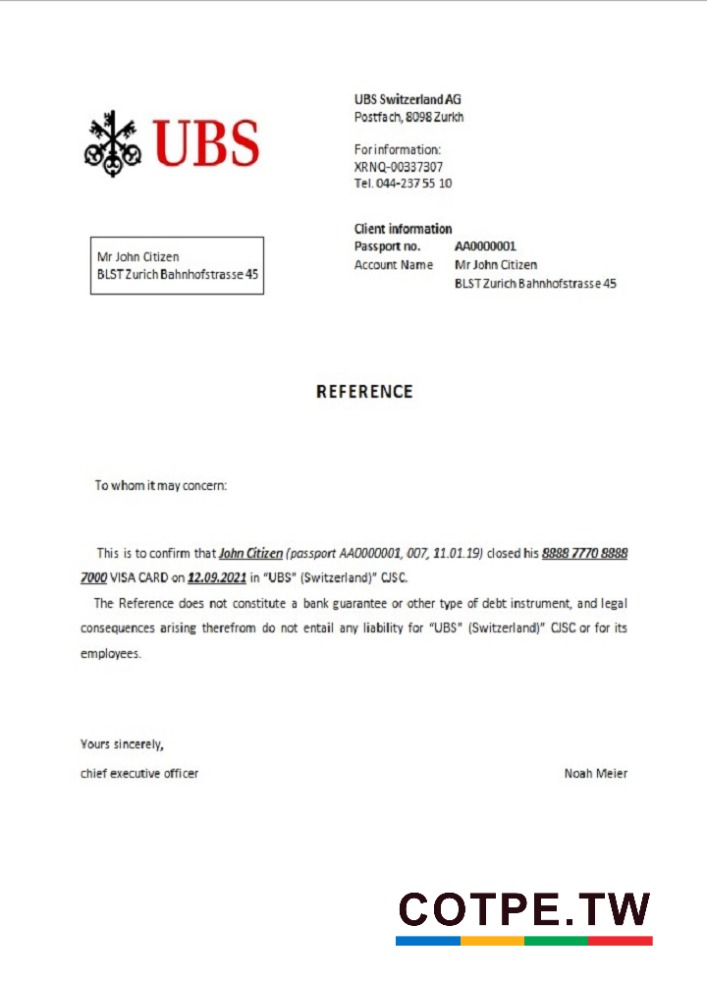 UBS
UBS Switzerland AG
Postfach, 8098 Zurkh
For information:
XRNQ-00337307
Tel. 044-237 55 10
Mr John Citizen
BLST Zurich Bahnhofstrasse 45
Client information
Passport no. AA0000001
Account Name Mr John Citizen
BLST Zurich Bahnhofstrasse 45
REFERENCE
To whom it may concern:
This is to confirm that John Citizen (passport AA0000001, 007, 11.01.19) closed his 8888 7770 8888
7000 VISA CARD on 12.09.2021 in “UBS” (Switzerland)” CJSC.
The Reference does not constitute a bank guarantee or other type of debt instrument, and legal
consequences arising therefrom do not entail any liability for “UBS” (Switzerland)” CJSC or for its
employees.
Yours sincerely,
chief executive officer Noah Meier
COTPE.TW